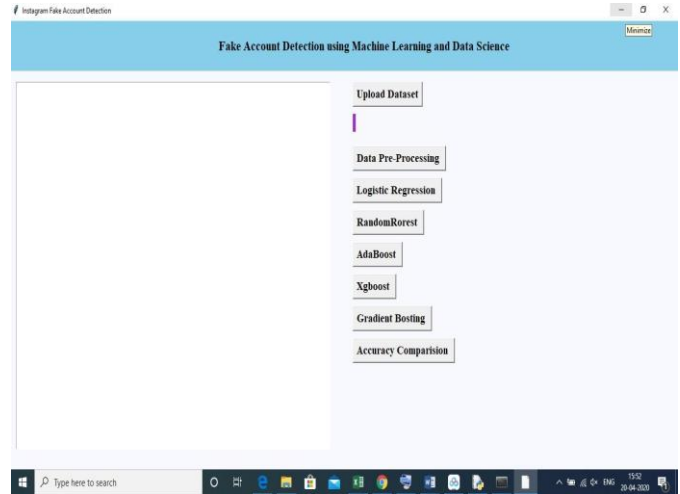 Instagram Fake Account Detection
Minimize
Fake Account Detection using Machine Learning and Data Science
Upload Dataset
Data Pre-Processing
Logistic Regression
RandomRorest
AdaBoost
Xgboost
Gradient Bosting
Accuracy Comparision
Type here to search
ENG
15:52
20-04-2020